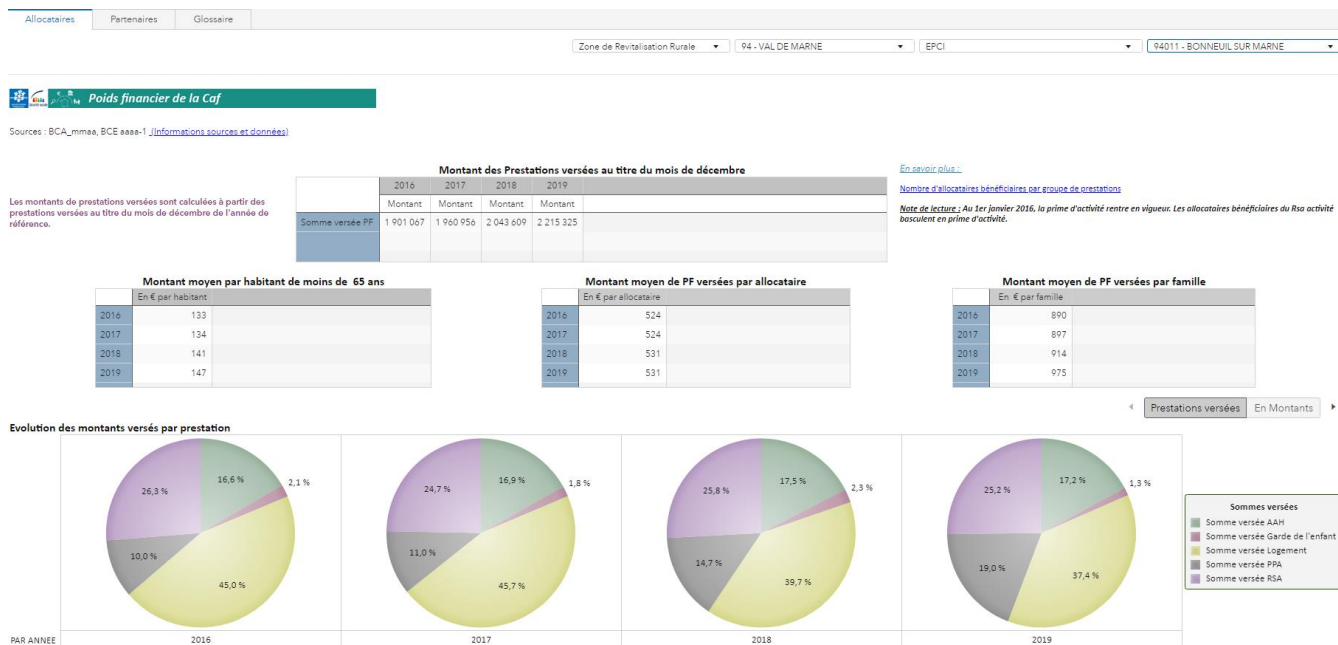 Allocataires Partenaires Glossaire
Zone de Revitalisation Rurale 94 - VAL DE MARNE EPCI 94011 - BONNEUIL SUR MARNE
Poids financier de la Caf
Sources : BCA_mmaa, BCE aaaa-1 (Informations sources et données)
Montant des Prestations versées au titre du mois de décembre
2016 2017 2018 2019
Montant Montant Montant Montant
Somme versée PF 1 901 067 1 960 956 2 043 609 2 215 325
Les montants de prestations versées sont calculées à partir des
prestations versées au titre du mois de décembre de l'année de
référence.
En savoir plus :
Nombre d'allocataires bénéficiaires par groupe de prestations
Note de lecture : Au 1er janvier 2016, la prime d'activité rentre en vigueur. Les allocataires bénéficiaires du Rsa activité
basculent en prime d'activité.
Montant moyen par habitant de moins de 65 ans
En € par habitant
2016 133
2017 134
2018 141
2019 147
Montant moyen de PF versées par allocataire
En € par allocataire
2016 524
2017 524
2018 531
2019 531
Montant moyen de PF versées par famille
En € par famille
2016 890
2017 897
2018 914
2019 975
Prestations versées En Montants
Evolution des montants versés par prestation
26,3 % 16,6 % 2,1 %
10,0 % 45,0 %
24,7 % 16,9 % 1,8 %
11,0 % 45,7 %
25,8 % 17,5 % 2,3 %
14,7 % 39,7 %
25,2 % 17,2 % 1,3 %
19,0 % 37,4 %
Sommes versées
Somme versée AAH
Somme versée Garde de l'enfant
Somme versée Logement
Somme versée PPA
Somme versée RSA
PAR ANNEE 2016 2017 2018 2019